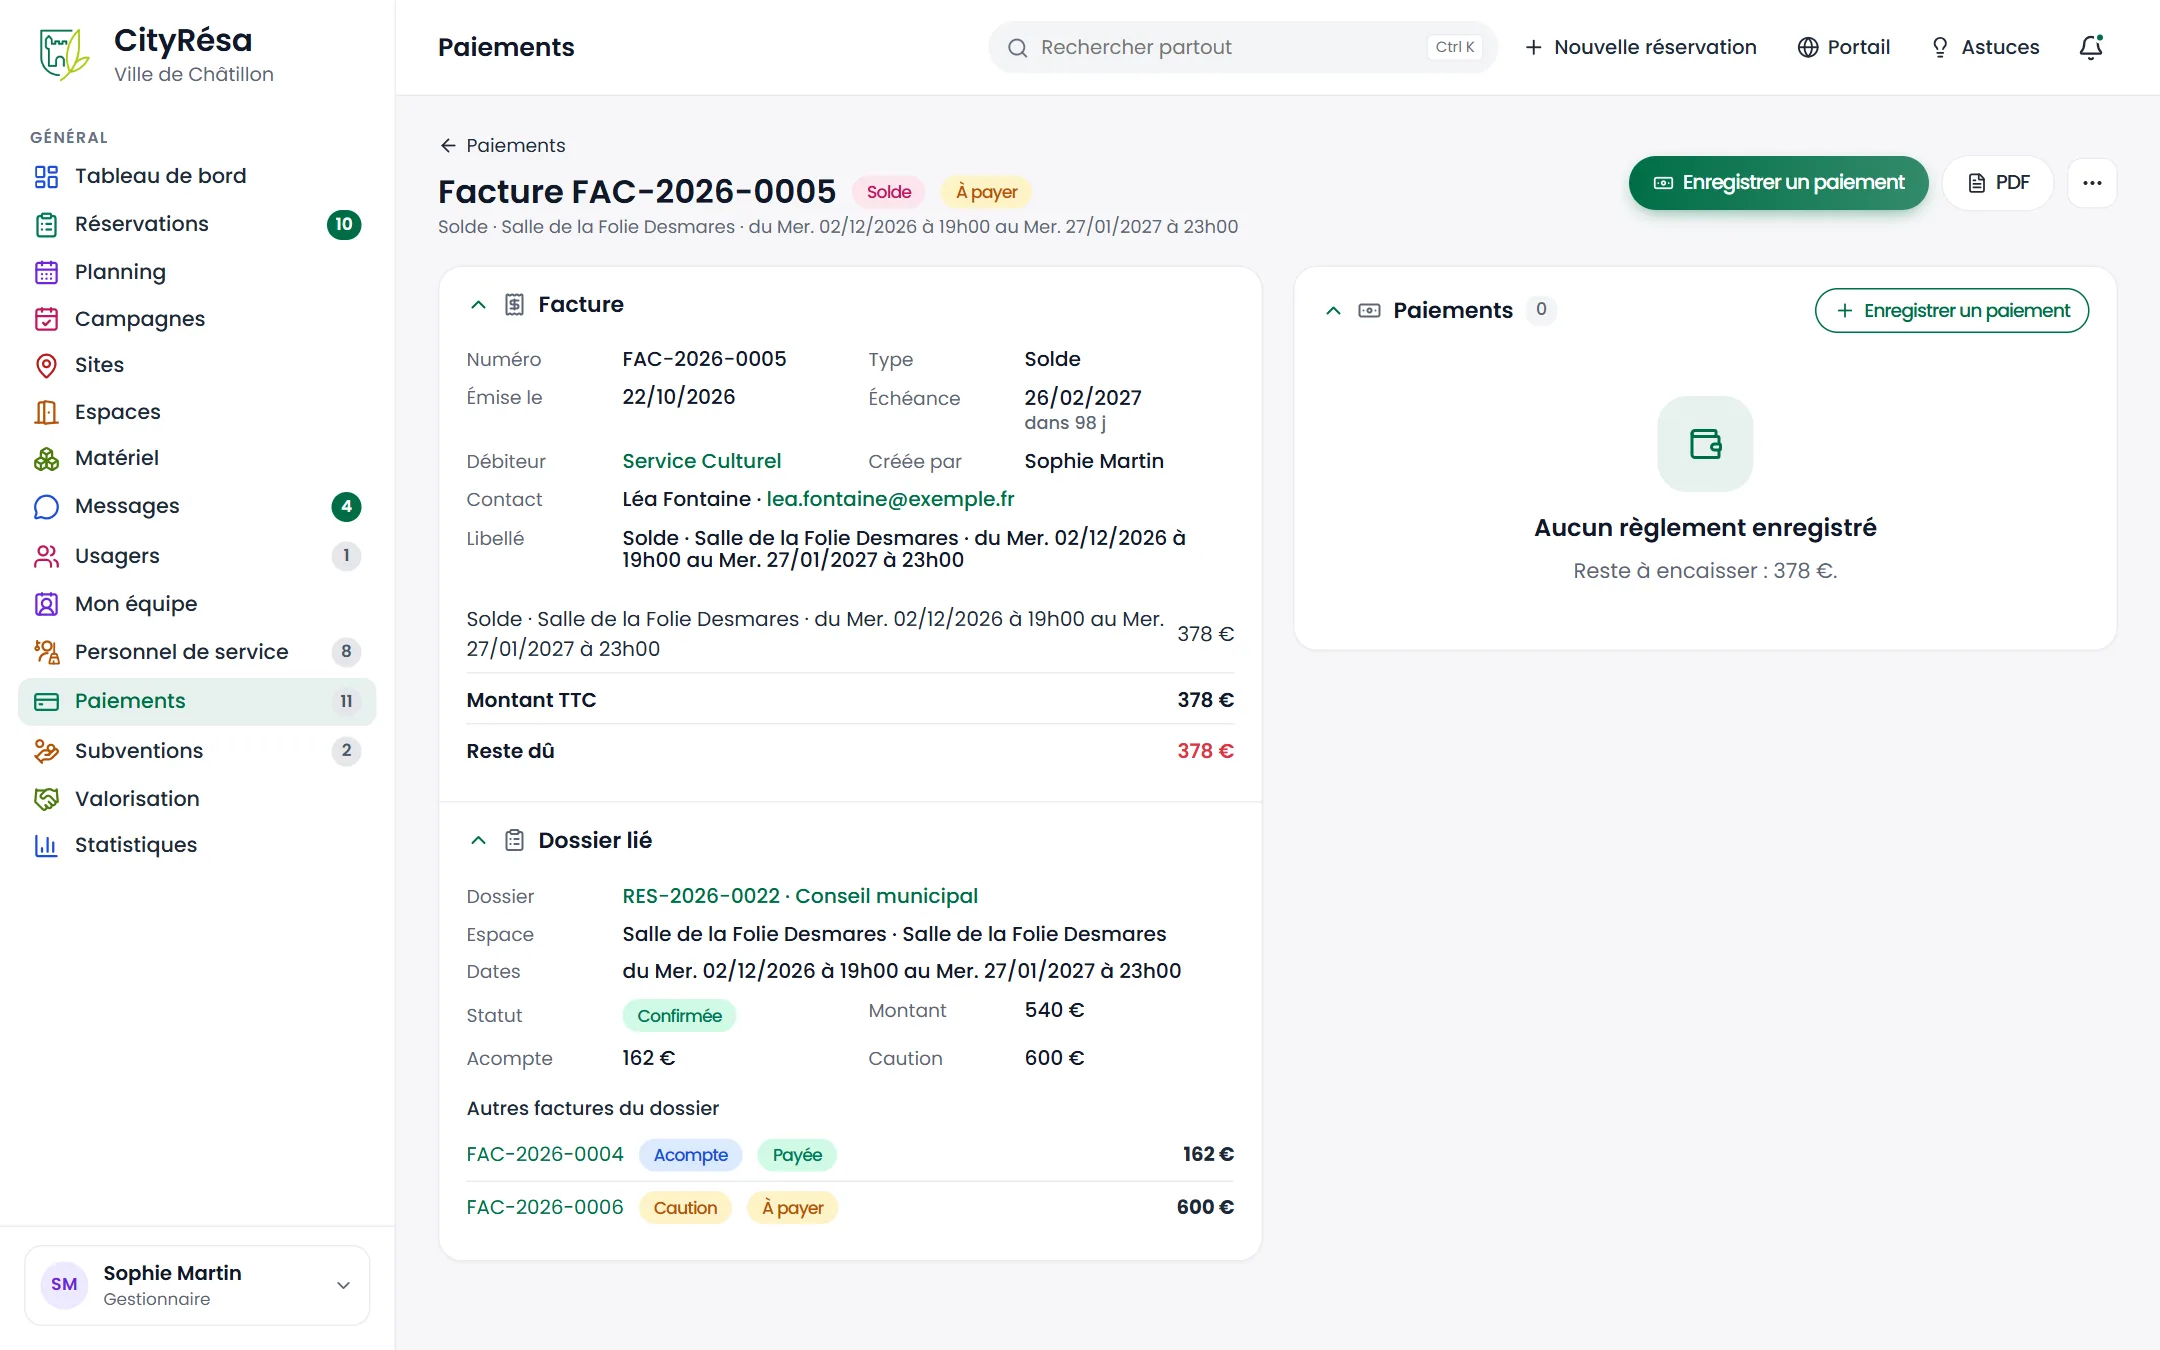 CityRésa
Ville de Châtillon
GÉNÉRAL
Tableau de bord
Réservations 10
Planning
Campagnes
Sites
Espaces
Matériel
Messages 4
Usagers 1
Mon équipe
Personnel de service 8
Paiements 11
Subventions 2
Valorisation
Statistiques
SM
Sophie Martin
Gestionnaire
Paiements
Rechercher partout Ctrl K
Nouvelle réservation
Portail
Astuces
Paiements
Facture FAC-2026-0005 Solde À payer
Solde · Salle de la Folie Desmares · du Mer. 02/12/2026 à 19h00 au Mer. 27/01/2027 à 23h00
Enregistrer un paiement
PDF
Facture
Numéro FAC-2026-0005 Type Solde
Émise le 22/10/2026 Échéance 26/02/2027
dans 98 j
Débiteur Service Culturel Créée par Sophie Martin
Contact Léa Fontaine · lea.fontaine@exemple.fr
Libellé Solde · Salle de la Folie Desmares · du Mer. 02/12/2026 à
19h00 au Mer. 27/01/2027 à 23h00
Solde · Salle de la Folie Desmares · du Mer. 02/12/2026 à 19h00 au Mer.
27/01/2027 à 23h00 378 €
Montant TTC 378 €
Reste dû 378 €
Dossier lié
Dossier RES-2026-0022 · Conseil municipal
Espace Salle de la Folie Desmares · Salle de la Folie Desmares
Dates du Mer. 02/12/2026 à 19h00 au Mer. 27/01/2027 à 23h00
Statut Confirmée Montant 540 €
Acompte 162 € Caution 600 €
Autres factures du dossier
FAC-2026-0004 Acompte Payée 162 €
FAC-2026-0006 Caution À payer 600 €
Paiements 0
Enregistrer un paiement
Aucun règlement enregistré
Reste à encaisser : 378 €.